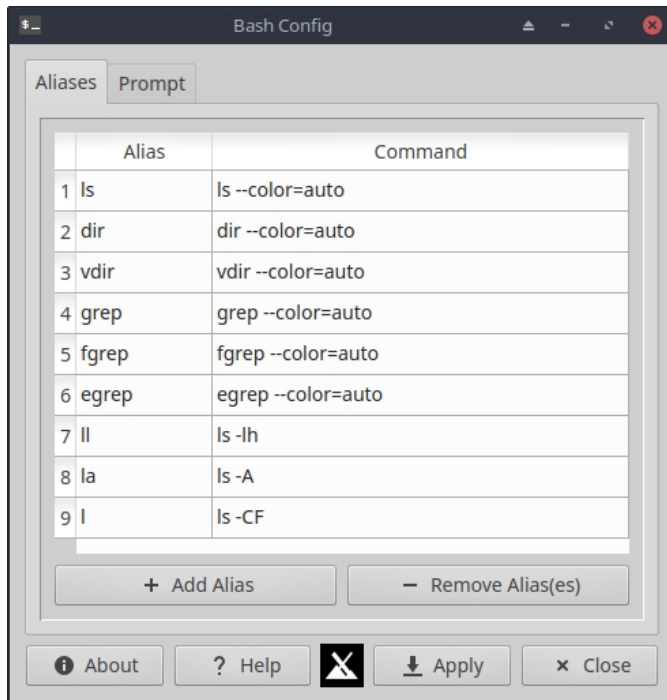 $_ Bash Config
Aliases Prompt
Alias Command
1 ls ls --color=auto
2 dir dir --color=auto
3 vdir vdir --color=auto
4 grep grep --color=auto
5 fgrep fgrep --color=auto
6 egrep egrep --color=auto
7 ll ls -lh
8 la ls -A
9 l ls -CF
+ Add Alias − Remove Alias(es)
About ? Help Apply × Close